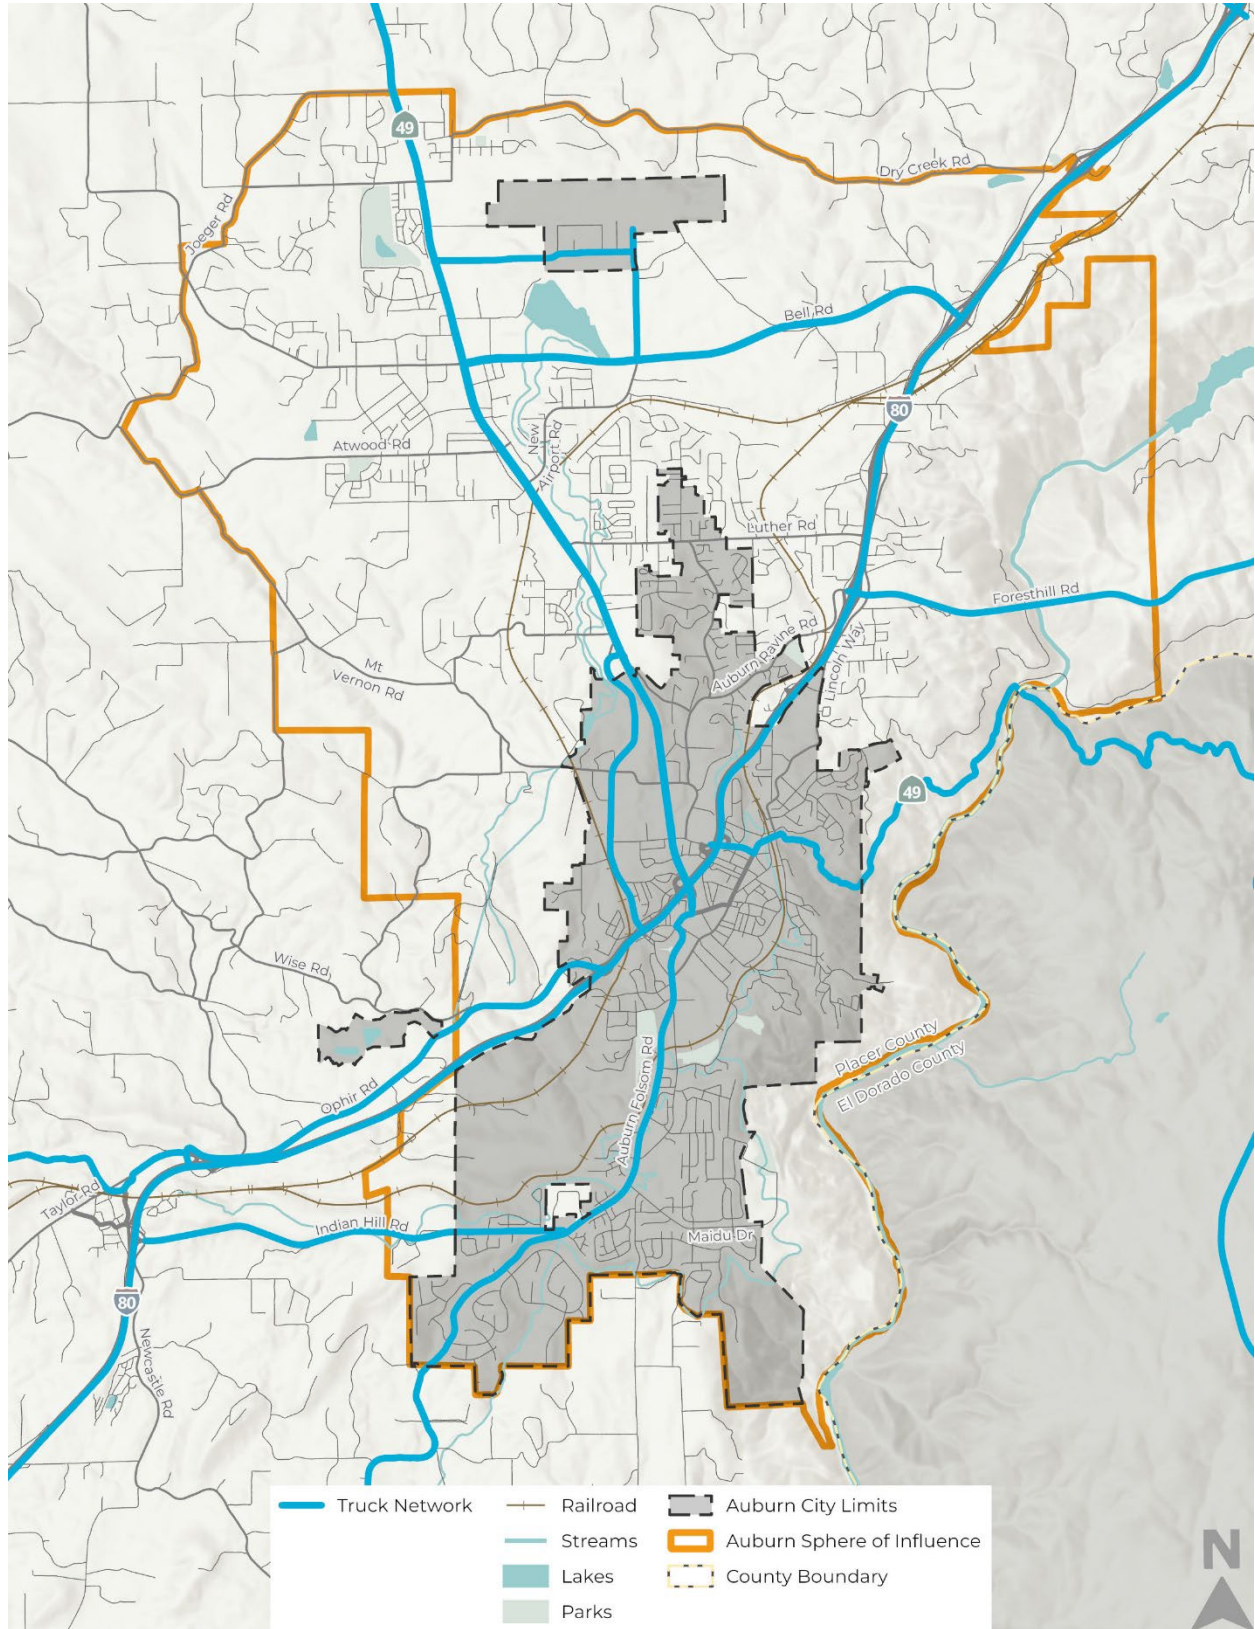 49
Dry Creek Rd
Joeger Rd
Bell Rd
80
New
Airport Rd
Atwood Rd
Luther Rd
Foresthill Rd
Auburn Ravine Rd
Lincoln Way
Mt
Vernon Rd
49
Wise Rd
Placer County
El Dorado County
Ophir Rd
Auburn Folsom Rd
Taylor Rd
Indian Hill Rd
Maidu Dr
80
Newcastle Rd
Truck Network
Railroad
Auburn City Limits
Streams
Auburn Sphere of Influence
Lakes
County Boundary
Parks
N